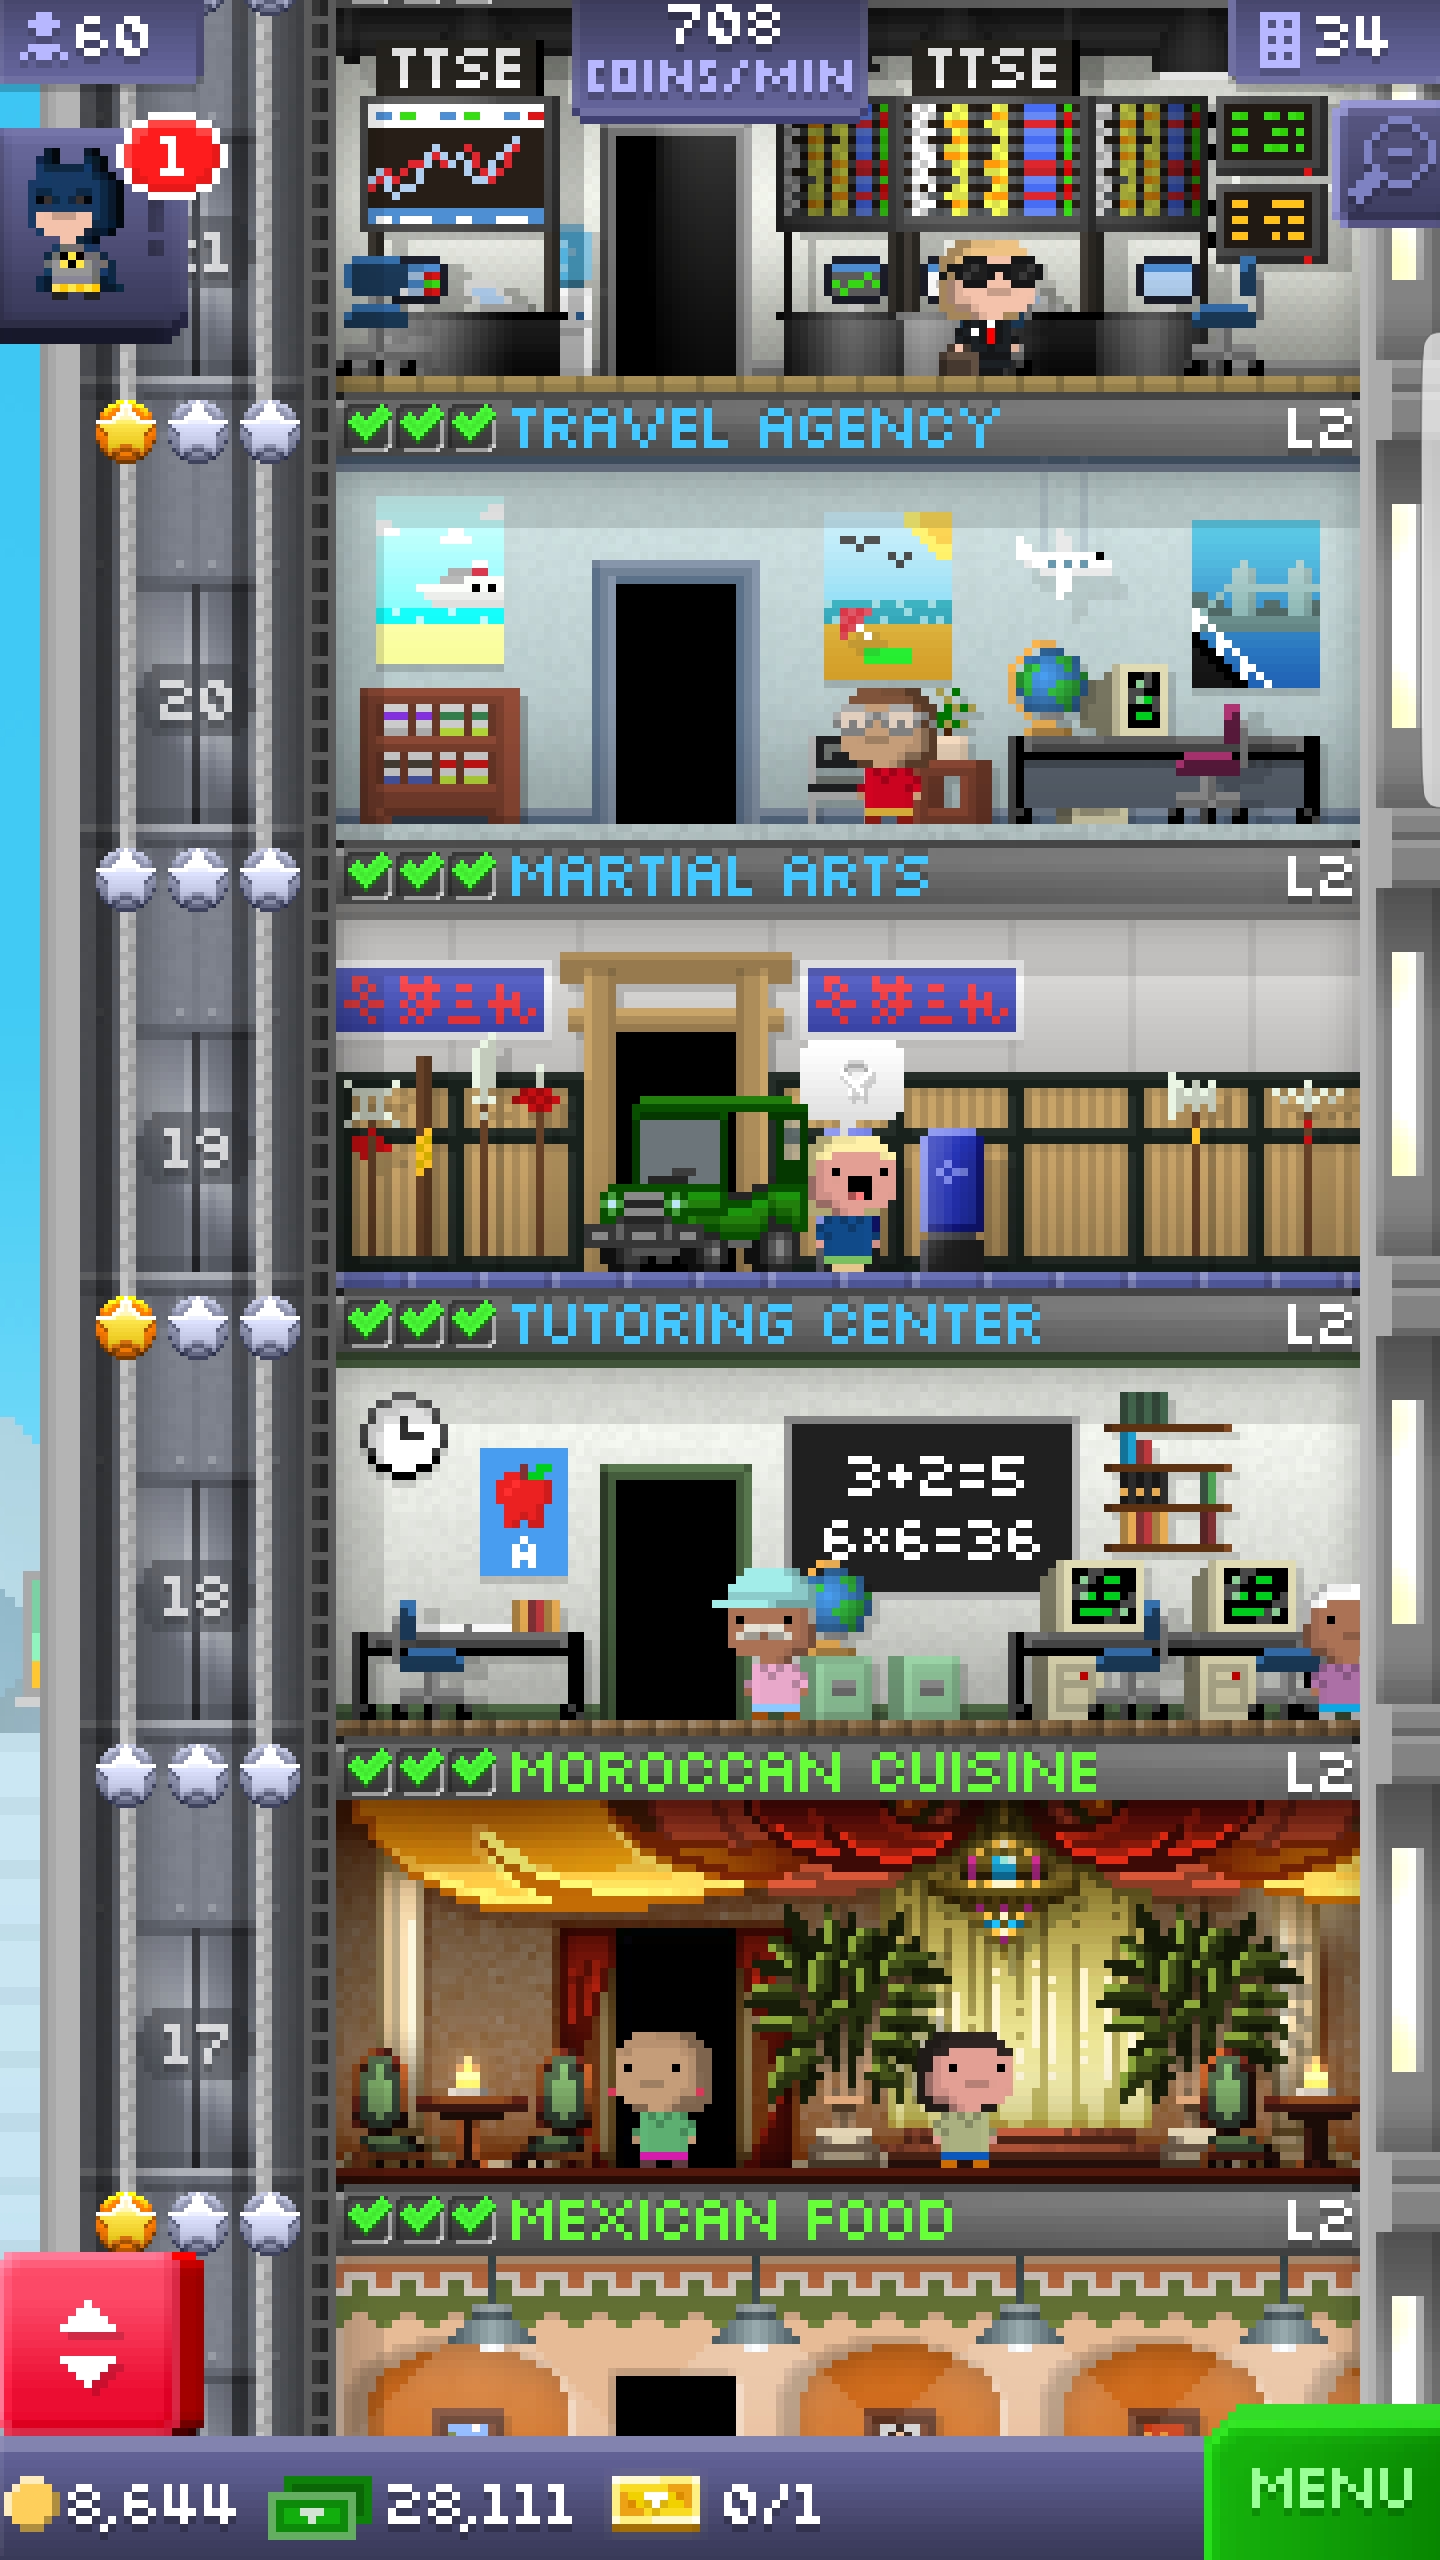 60
708
COINS/MIN
34
TTSE
TTSE
1
21
TRAVEL AGENCY
L2
20
MARTIAL ARTS
L2
19
TUTORING CENTER
L2
A
3+2=5
6×6=36
18
MOROCCAN CUISINE
L2
17
MEXICAN FOOD
L2
8,644
28,111
0/1
MENU